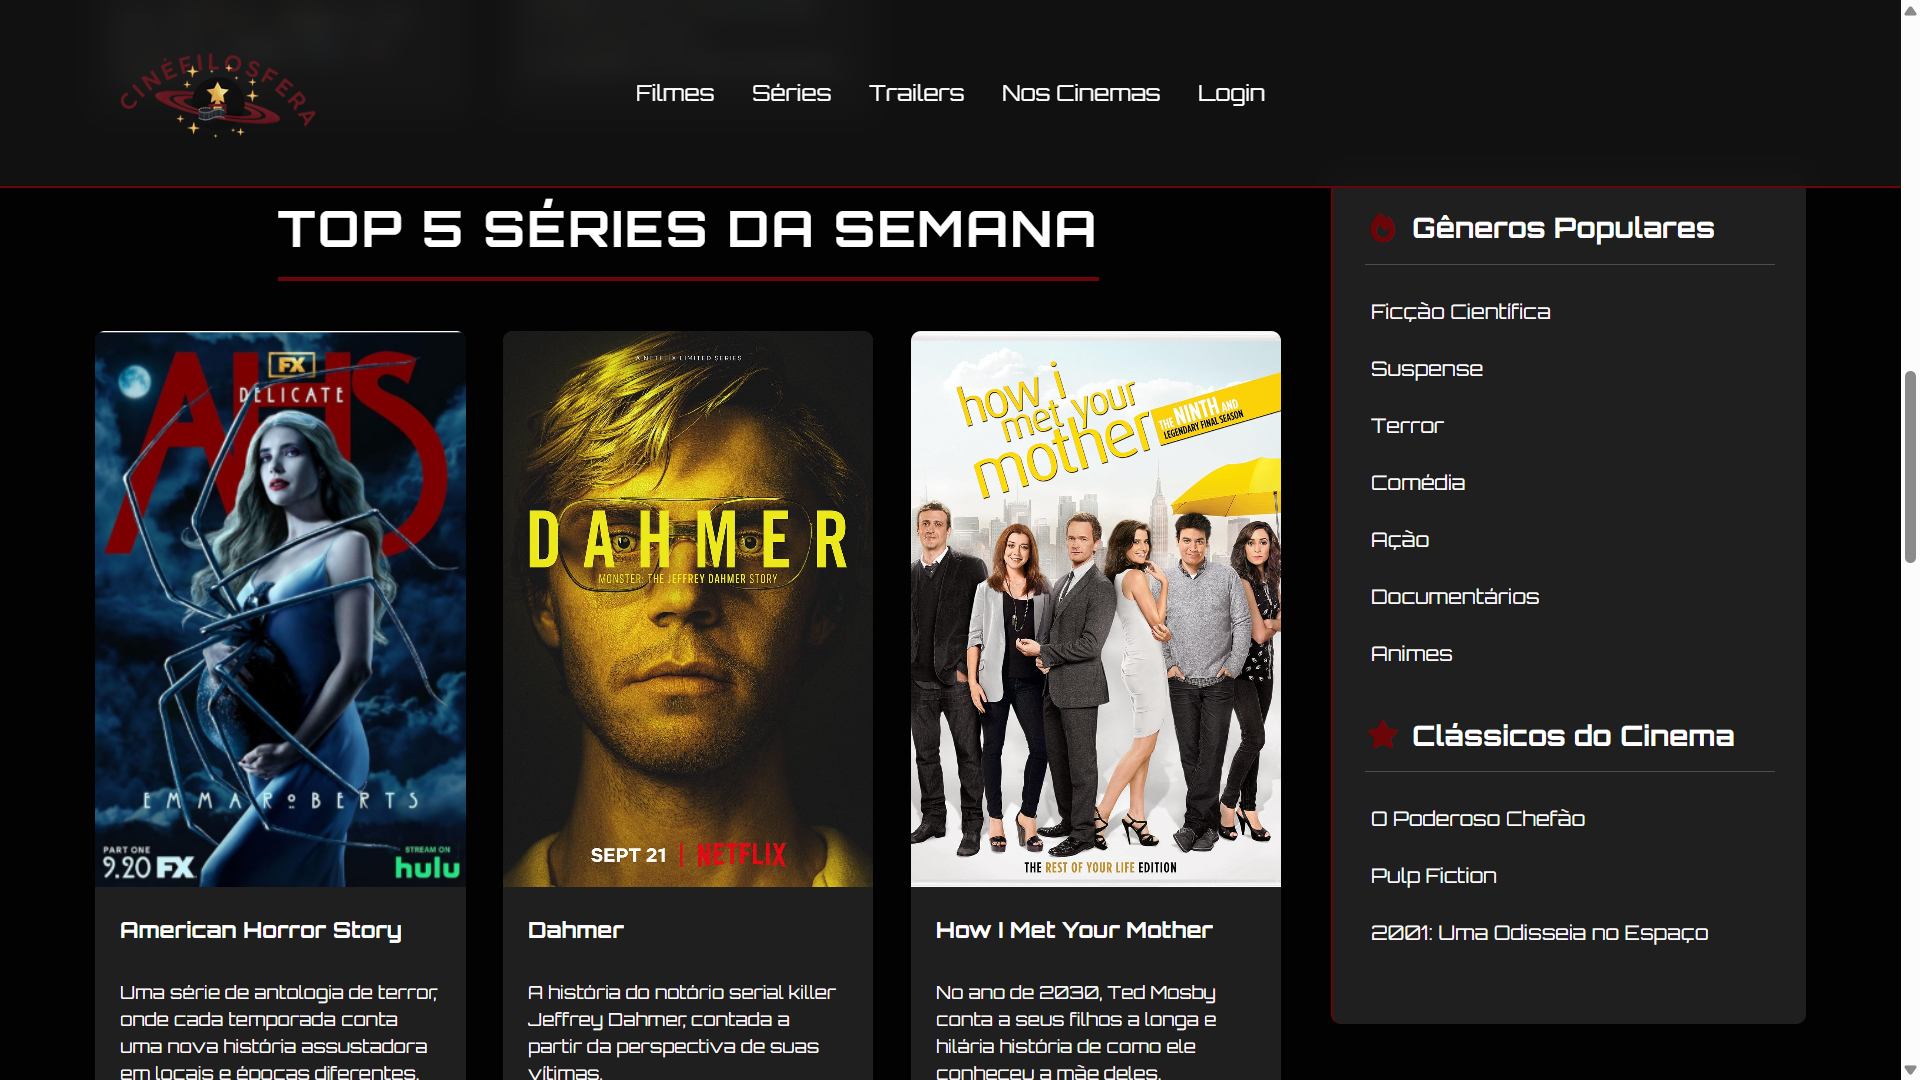 CINÉFILOSFERA
Filmes
Séries
Trailers
Nos Cinemas
Login
TOP 5 SÉRIES DA SEMANA
FX
AHS
DELICATE
EMMA ROBERTS
PART ONE
9.20 FX
STREAM ON
hulu
American Horror Story
Uma série de antologia de terror,
onde cada temporada conta
uma nova história assustadora
em locais e épocas diferentes.
A NETFLIX LIMITED SERIES
DAHMER
MONSTER: THE JEFFREY DAHMER STORY
SEPT 21 | NETFLIX
Dahmer
A história do notório serial killer
Jeffrey Dahmer, contada a
partir da perspectiva de suas
vítimas.
how i
met your
mother
THE NINTH AND
LEGENDARY FINAL SEASON
THE REST OF YOUR LIFE EDITION
How I Met Your Mother
No ano de 2030, Ted Mosby
conta a seus filhos a longa e
hilária história de como ele
conheceu a mãe deles.
Gêneros Populares
Ficção Científica
Suspense
Terror
Comédia
Ação
Documentários
Animes
Clássicos do Cinema
O Poderoso Chefão
Pulp Fiction
2001: Uma Odisseia no Espaço